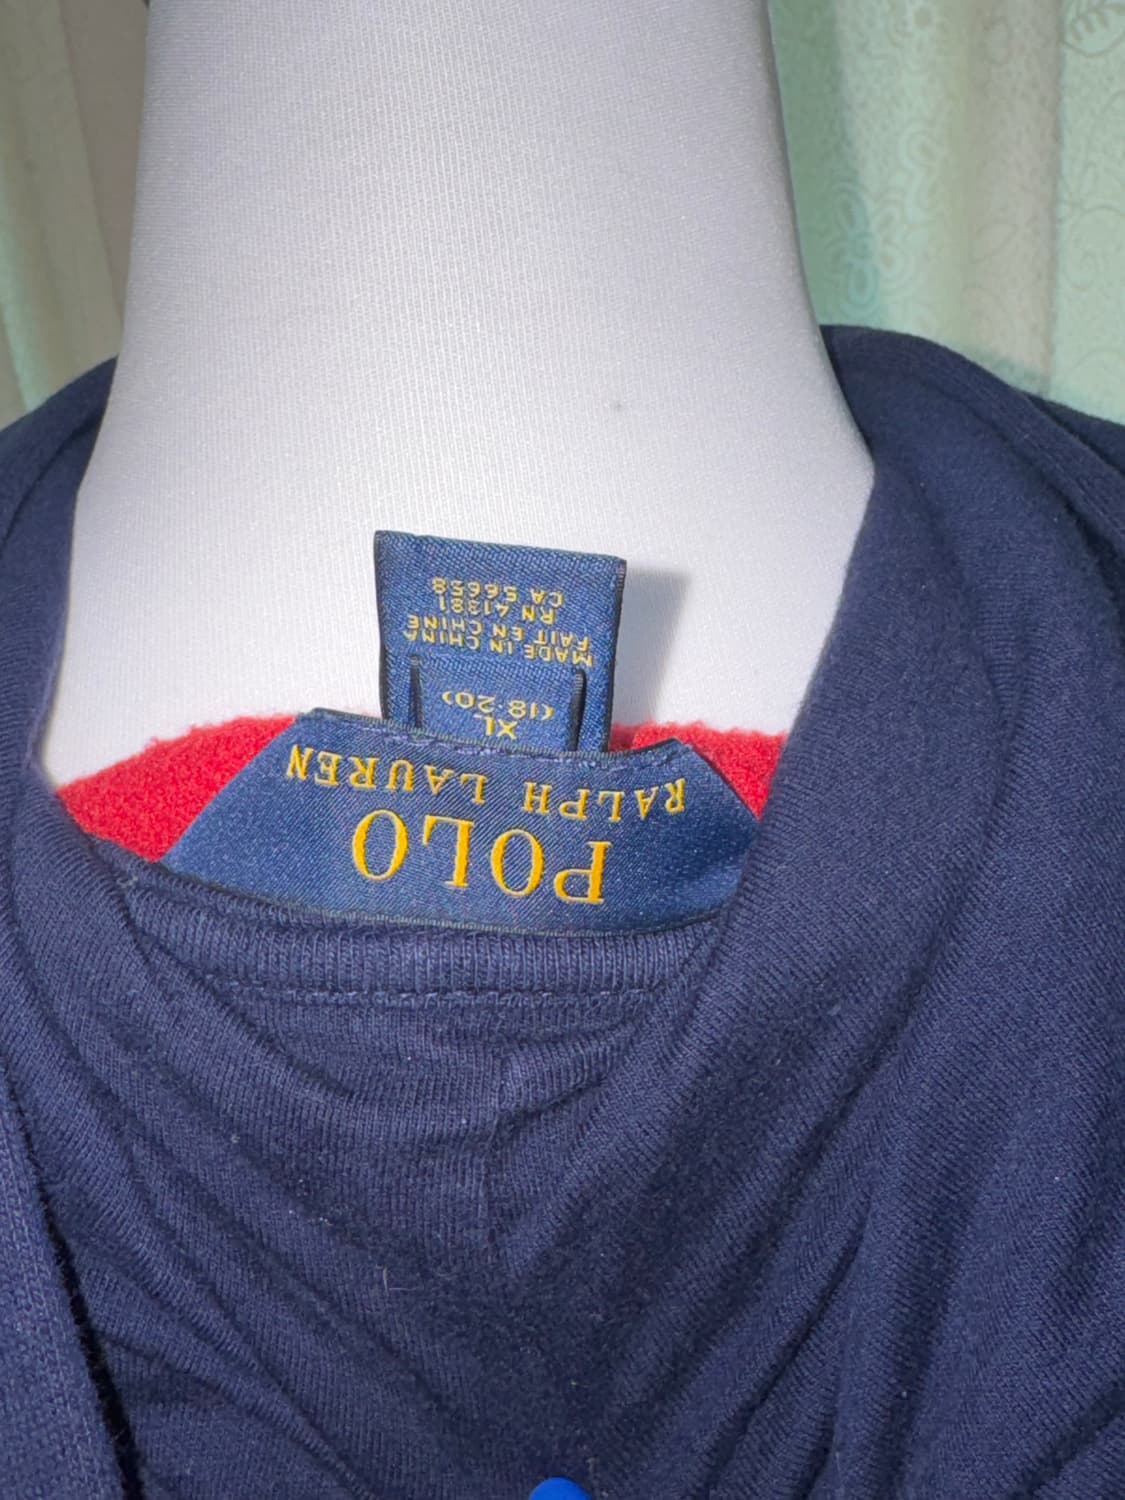 POLO
RALPH LAUREN
XL
(18-20)
MADE IN CHINA
FAIT EN CHINE
RN 41381
CA 56658